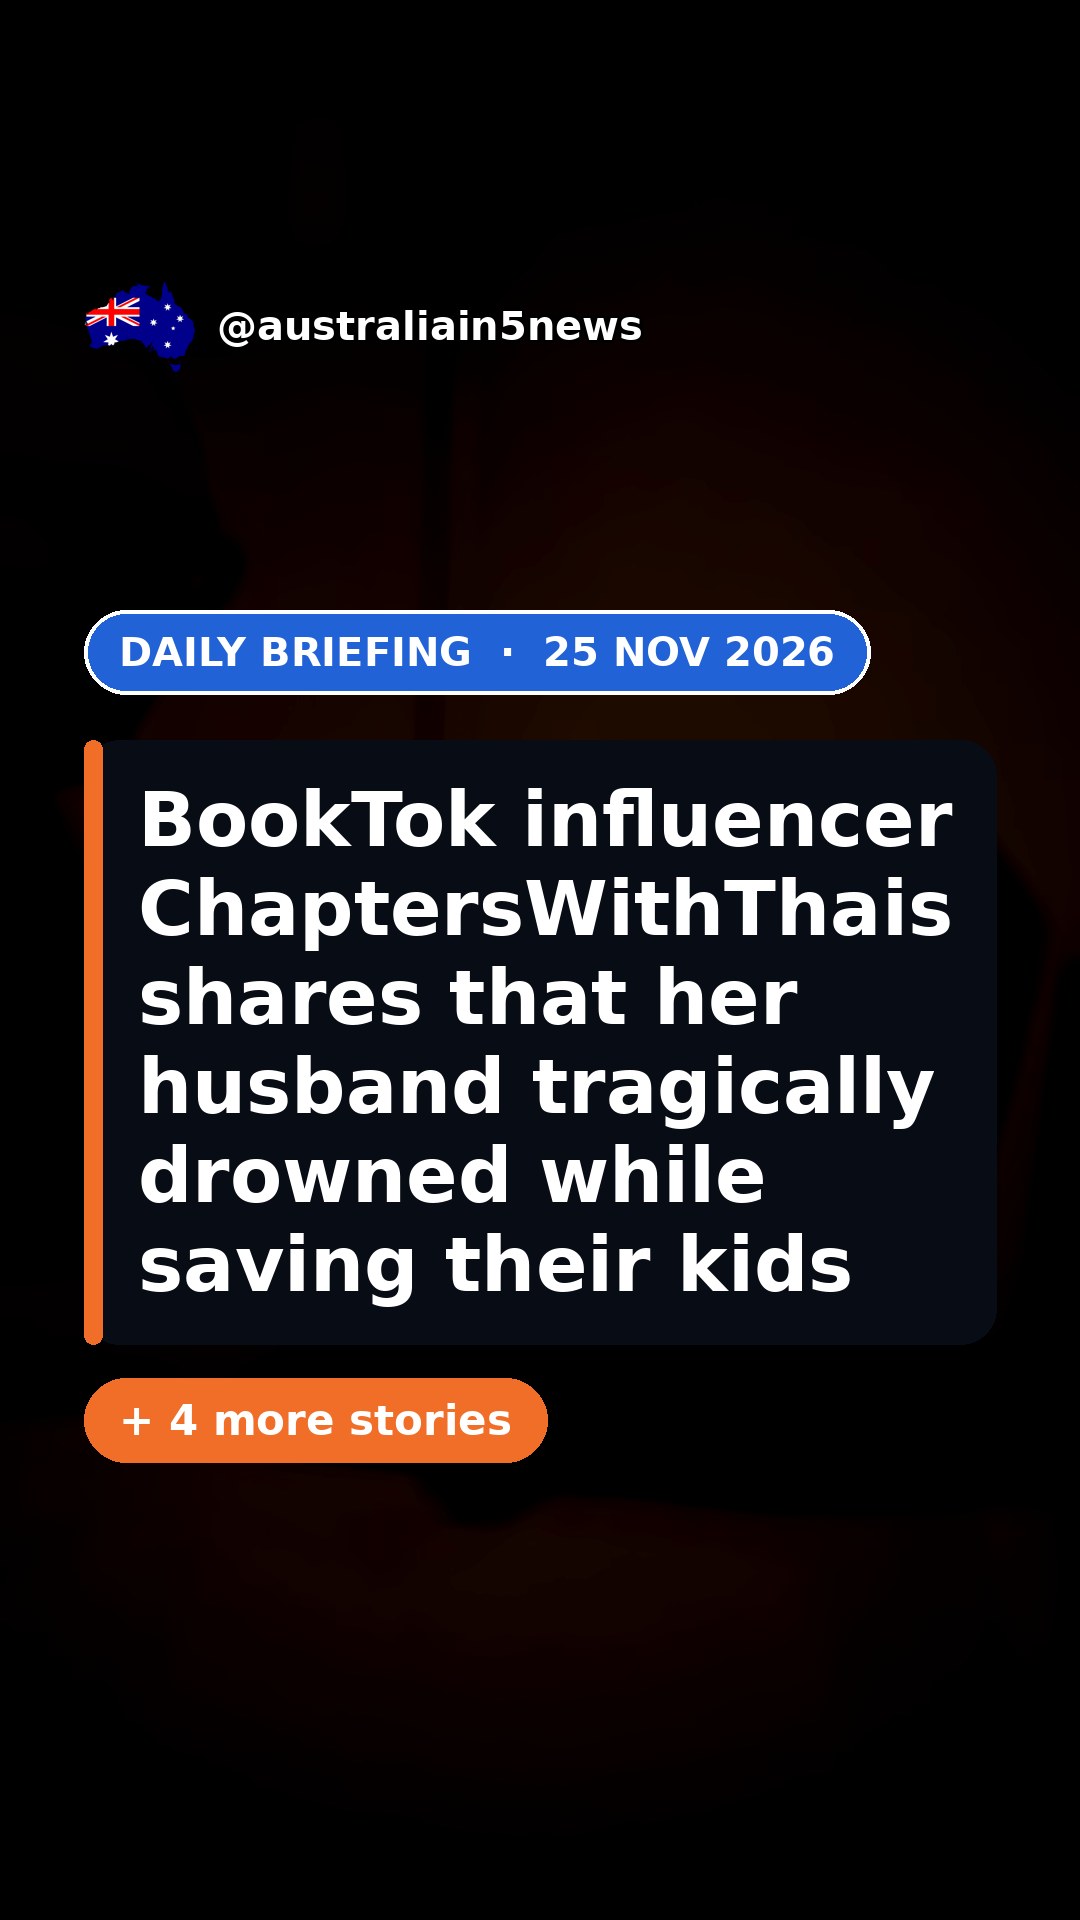 @australiain5news
DAILY BRIEFING · 25 NOV 2026
BookTok influencer
ChaptersWithThais
shares that her
husband tragically
drowned while
saving their kids
+ 4 more stories